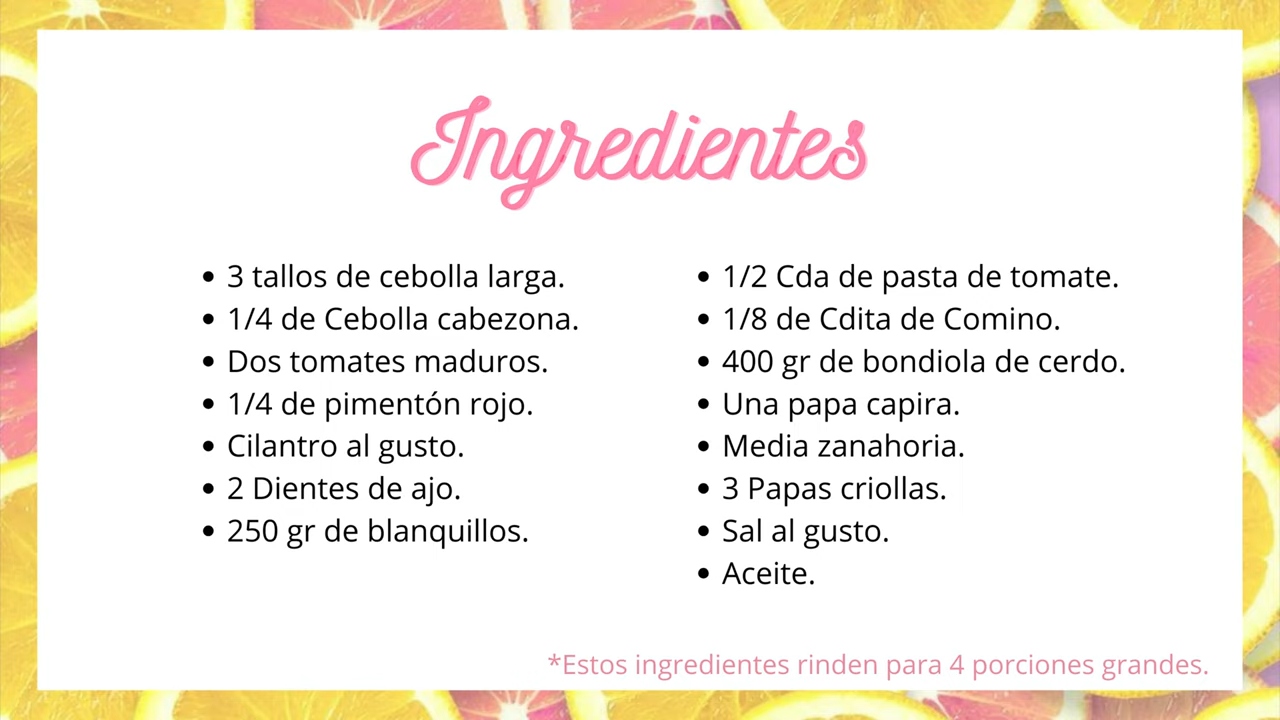 Ingredientes
3 tallos de cebolla larga.
1/4 de Cebolla cabezona.
Dos tomates maduros.
1/4 de pimentón rojo.
Cilantro al gusto.
2 Dientes de ajo.
250 gr de blanquillos.
1/2 Cda de pasta de tomate.
1/8 de Cdita de Comino.
400 gr de bondiola de cerdo.
Una papa capira.
Media zanahoria.
3 Papas criollas.
Sal al gusto.
Aceite.
*Estos ingredientes rinden para 4 porciones grandes.